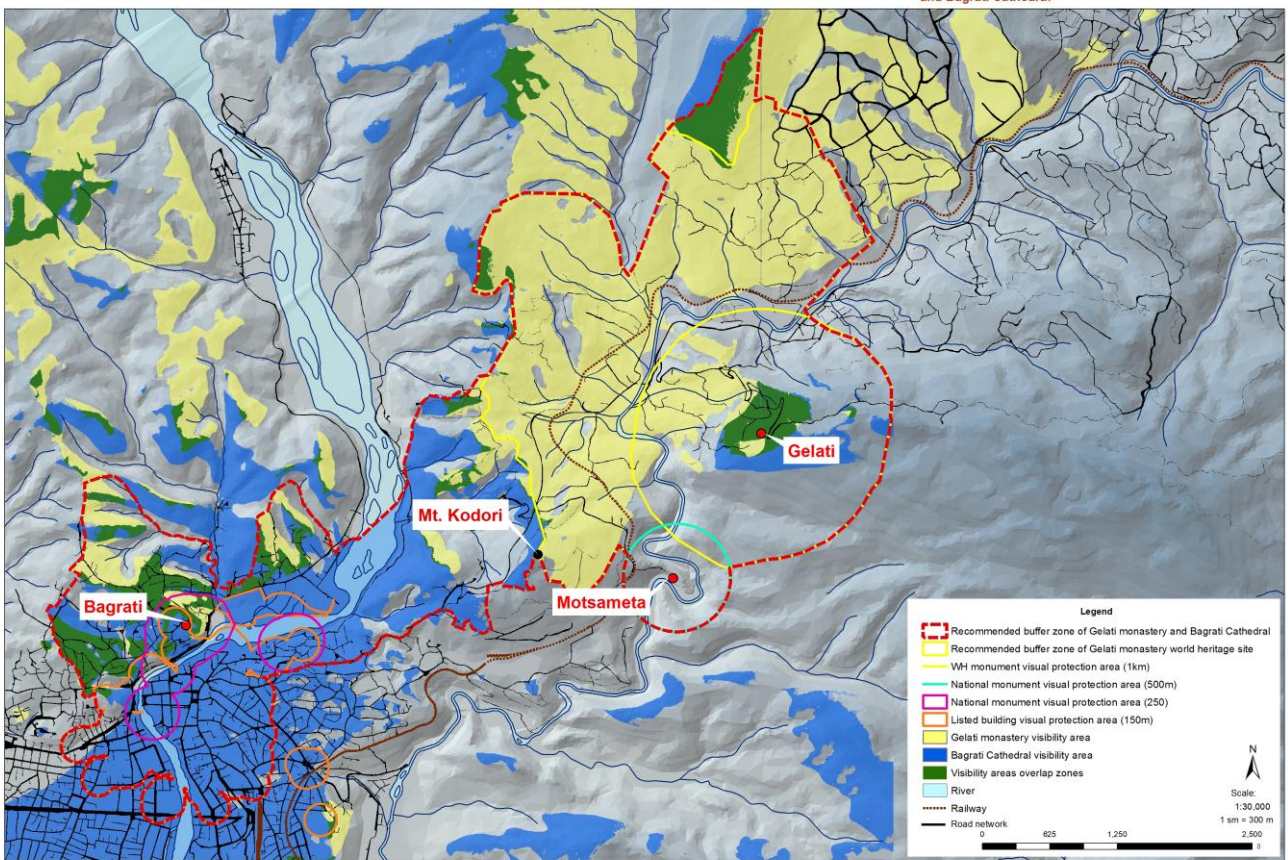 and Bagrati Cathedral
Gelati
Mt. Kodori
Motsameta
Bagrati
Legend
Recommended buffer zone of Gelati monastery and Bagrati Cathedral
Recommended buffer zone of Gelati monastery world heritage site
WH monument visual protection area (1km)
National monument visual protection area (500m)
National monument visual protection area (250)
Listed building visual protection area (150m)
Gelati monastery visibility area
Bagrati Cathedral visibility area
Visibility areas overlap zones
River
Railway
Road network
N
Scale:
1:30,000
1 sm = 300 m
0 625 1,250 2,500